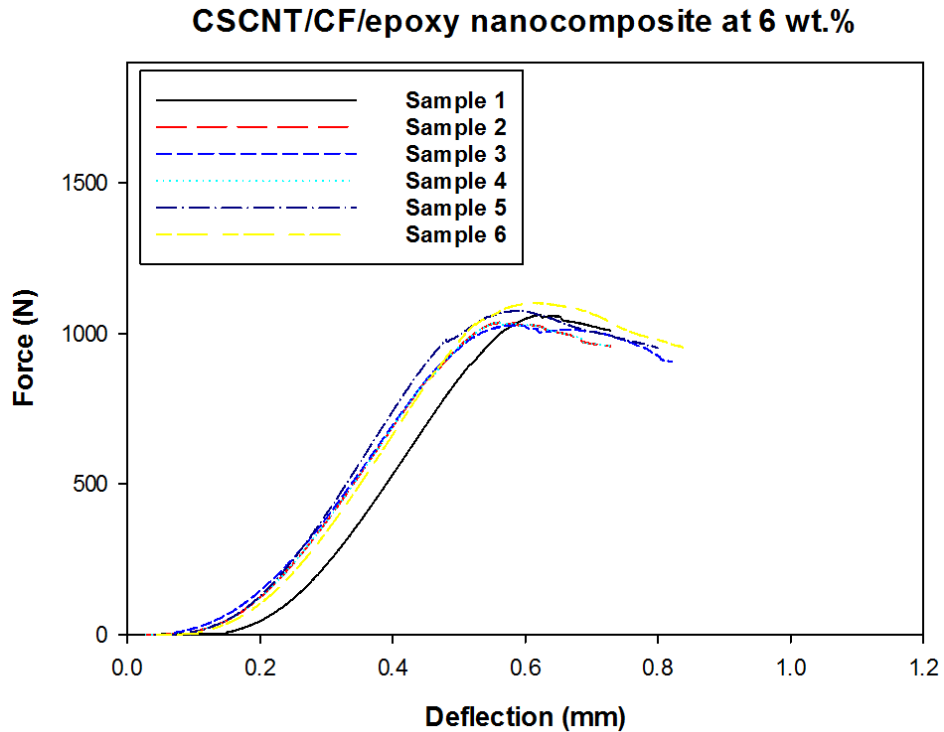 CSCNT/CF/epoxy nanocomposite at 6 wt.%
Sample 1
Sample 2
Sample 3
Sample 4
Sample 5
Sample 6
1500
1000
500
0
Force (N)
0.0 0.2 0.4 0.6 0.8 1.0 1.2
Deflection (mm)